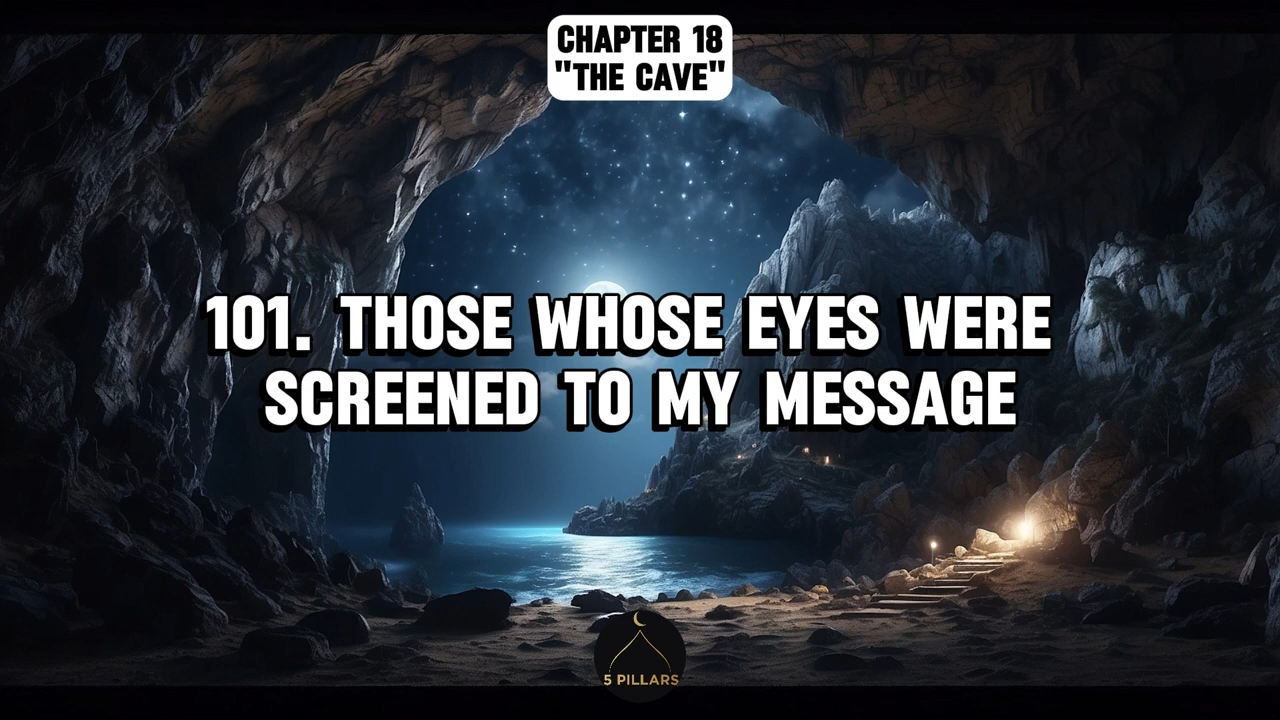 CHAPTER 18
"THE CAVE"
101. THOSE WHOSE EYES WERE
SCREENED TO MY MESSAGE
5 PILLARS